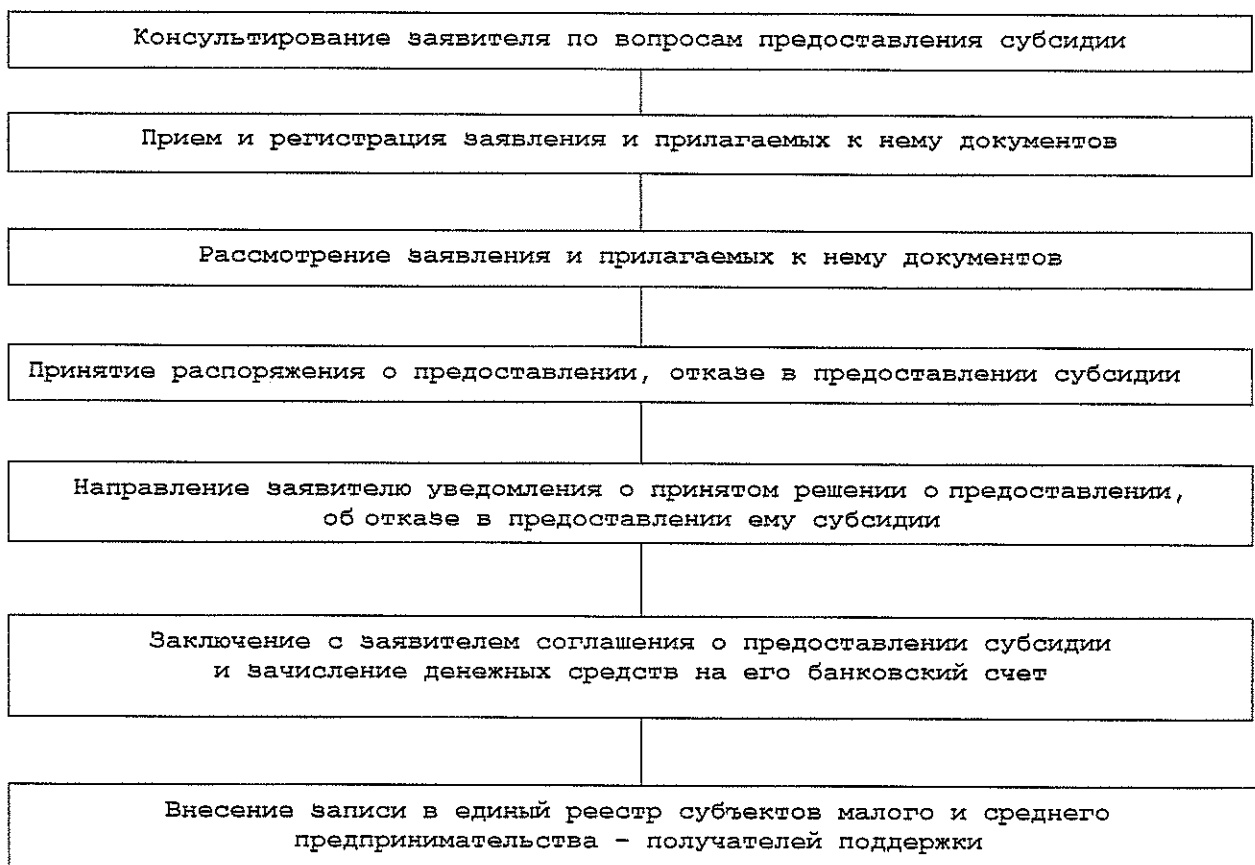 Консультирование заявителя по вопросам предоставления субсидии
Прием и регистрация заявления и прилагаемых к нему документов
Рассмотрение заявления и прилагаемых к нему документов
Принятие распоряжения о предоставлении, отказе в предоставлении субсидии
Направление заявителю уведомления о принятом решении о предоставлении,
об отказе в предоставлении ему субсидии
Заключение с заявителем соглашения о предоставлении субсидии
и зачисление денежных средств на его банковский счет
Внесение записи в единый реестр субъектов малого и среднего
предпринимательства - получателей поддержки